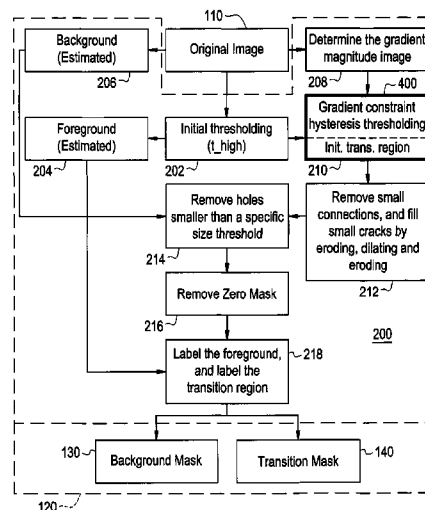 110
Background
(Estimated)
206
Original Image
Determine the gradient
magnitude image
208
400
Foreground
(Estimated)
204
Initial thresholding
(t_high)
202
Gradient constraint
hysteresis thresholding
Init. trans. region
210
Remove holes
smaller than a specific
size threshold
214
Remove small
connections, and fill
small cracks by
eroding, dilating and
eroding
212
Remove Zero Mask
216
200
Label the foreground,
and label the
transition region
218
130
Background Mask
Transition Mask
140
120